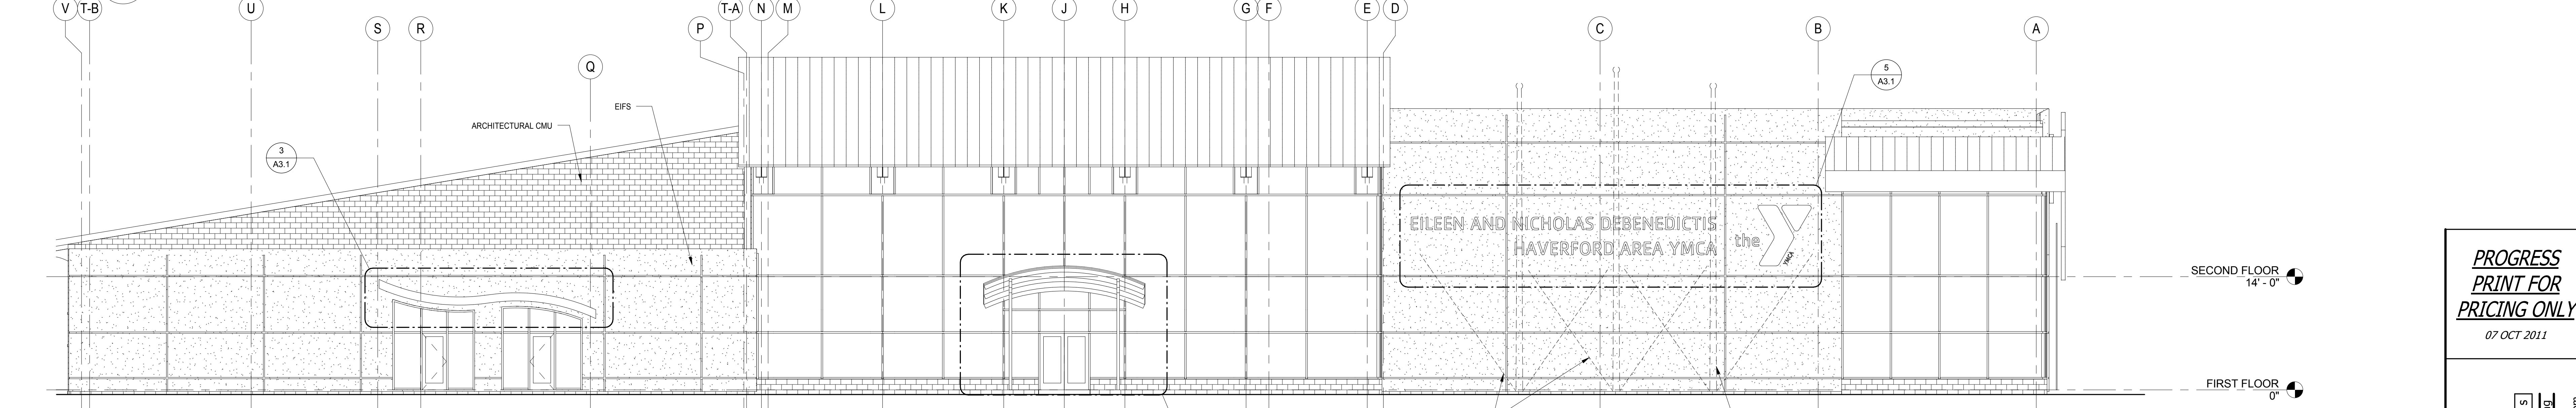 V T-B U S R Q P T-A N M L K J H G F E D C B A
5
A3.1
EIFS
ARCHITECTURAL CMU
3
A3.1
EILEEN AND NICHOLAS DEBENEDICTIS
HAVERFORD AREA YMCA
the
YMCA
SECOND FLOOR
14' - 0"
FIRST FLOOR
0"
PROGRESS
PRINT FOR
PRICING ONLY
07 OCT 2011